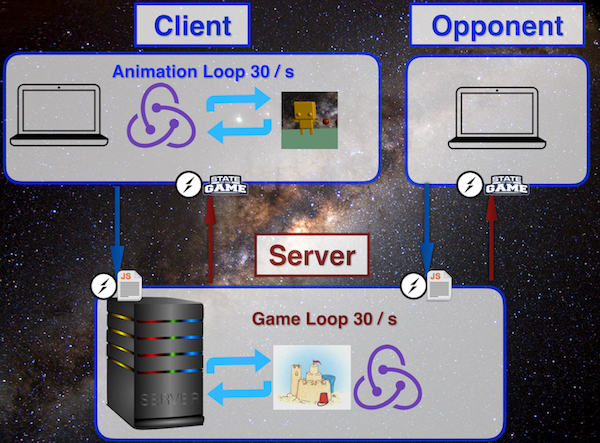 Client
Opponent
Animation Loop 30 / s
STATE
GAME
STATE
GAME
Server
JS
JS
Game Loop 30 / s
SERVER